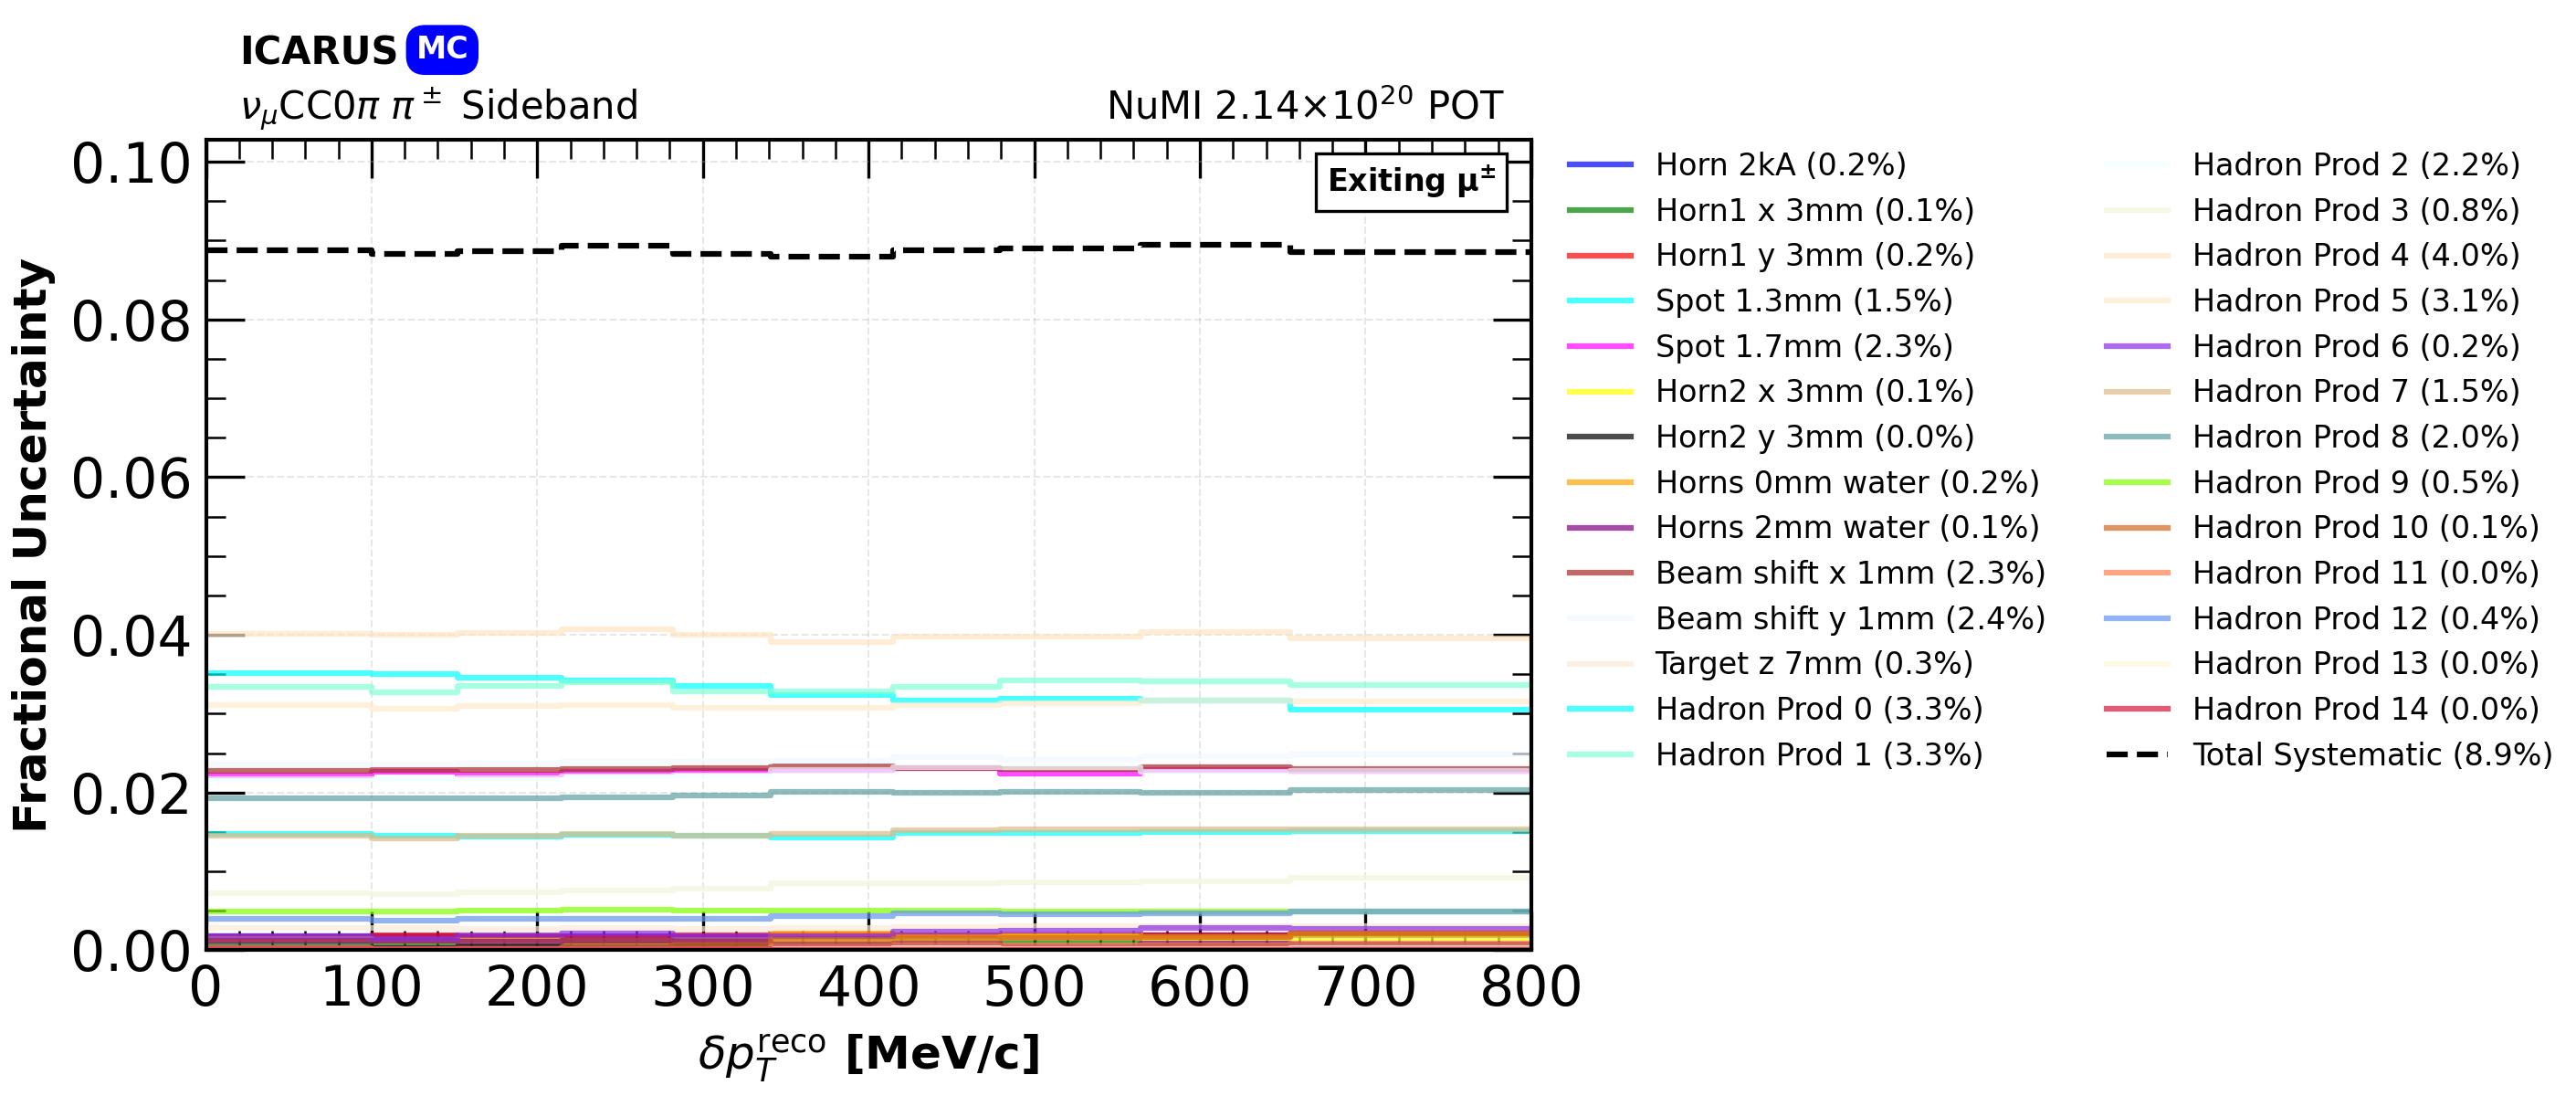 ICARUS MC
νμCC0π π± Sideband
NuMI 2.14×10²⁰ POT
Exiting μ±
Fractional Uncertainty
0.10
0.08
0.06
0.04
0.02
0.00
0 100 200 300 400 500 600 700 800
δp_T^reco [MeV/c]
Horn 2kA (0.2%)
Horn1 x 3mm (0.1%)
Horn1 y 3mm (0.2%)
Spot 1.3mm (1.5%)
Spot 1.7mm (2.3%)
Horn2 x 3mm (0.1%)
Horn2 y 3mm (0.0%)
Horns 0mm water (0.2%)
Horns 2mm water (0.1%)
Beam shift x 1mm (2.3%)
Beam shift y 1mm (2.4%)
Target z 7mm (0.3%)
Hadron Prod 0 (3.3%)
Hadron Prod 1 (3.3%)
Hadron Prod 2 (2.2%)
Hadron Prod 3 (0.8%)
Hadron Prod 4 (4.0%)
Hadron Prod 5 (3.1%)
Hadron Prod 6 (0.2%)
Hadron Prod 7 (1.5%)
Hadron Prod 8 (2.0%)
Hadron Prod 9 (0.5%)
Hadron Prod 10 (0.1%)
Hadron Prod 11 (0.0%)
Hadron Prod 12 (0.4%)
Hadron Prod 13 (0.0%)
Hadron Prod 14 (0.0%)
Total Systematic (8.9%)